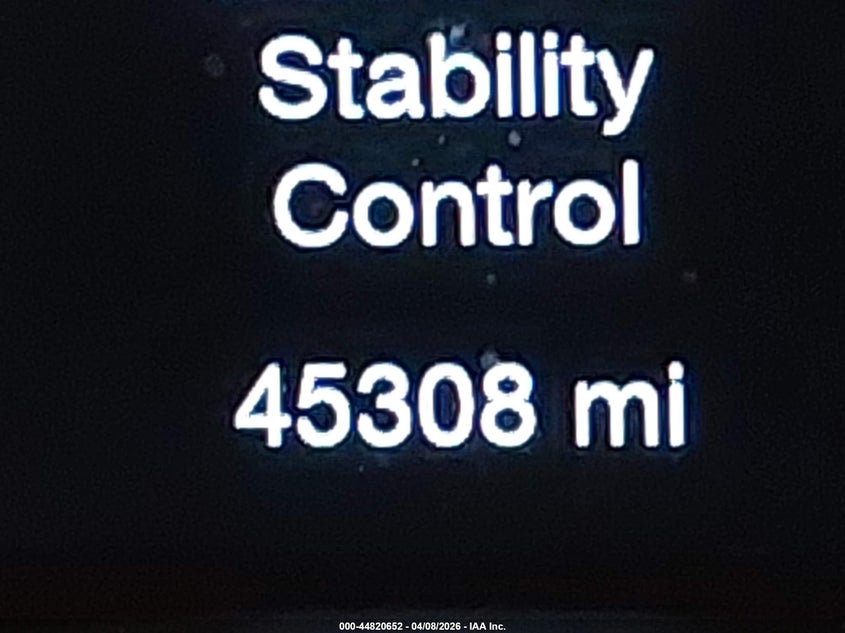 Stability
Control
45308 mi
000-44820652 - 04/08/2026 - IAA Inc.